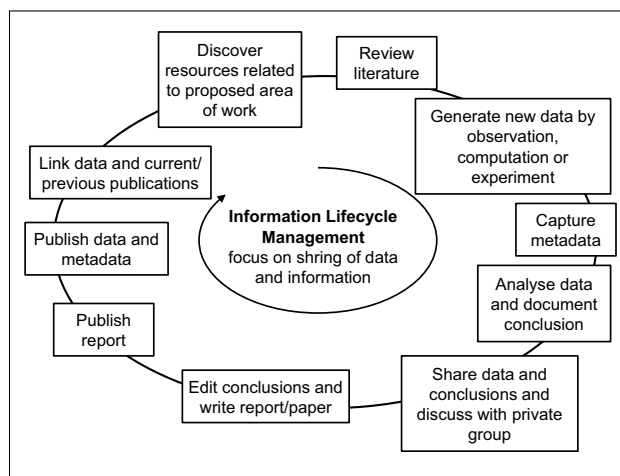 Discover
resources related
to proposed area
of work
Review
literature
Generate new data by
observation,
computation or
experiment
Capture
metadata
Analyse data
and document
conclusion
Share data and
conclusions and
discuss with private
group
Edit conclusions and
write report/paper
Publish
report
Publish data and
metadata
Link data and current/
previous publications
Information Lifecycle
Management
focus on shring of data
and information